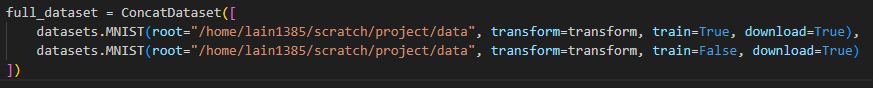 full_dataset = ConcatDataset([
    datasets.MNIST(root="/home/lain1385/scratch/project/data", transform=transform, train=True, download=True),
    datasets.MNIST(root="/home/lain1385/scratch/project/data", transform=transform, train=False, download=True)
])